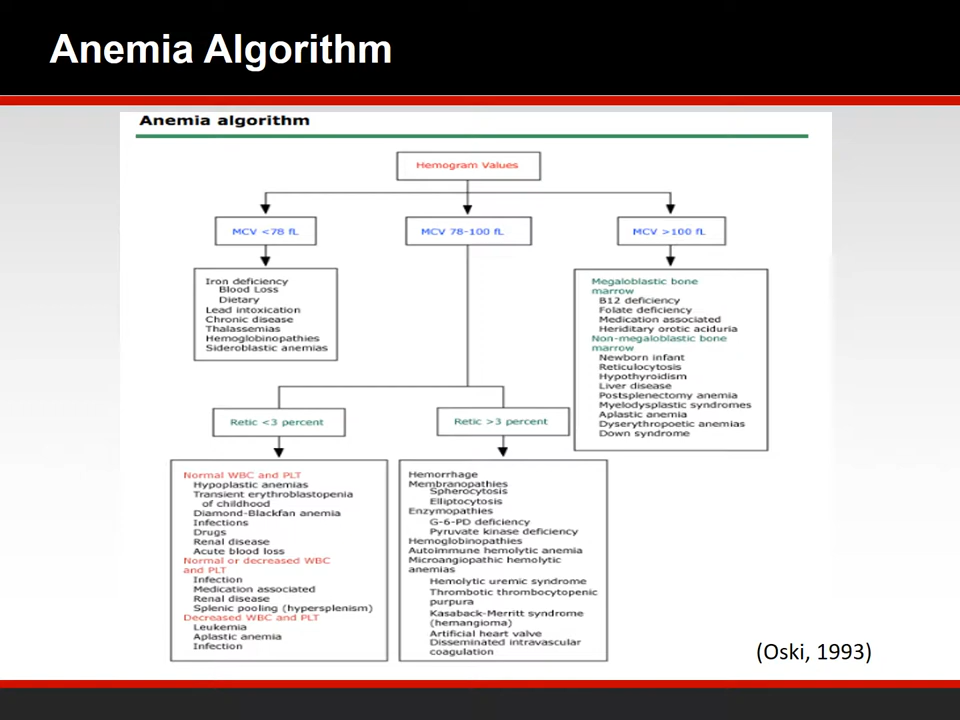 Anemia Algorithm
Anemia algorithm
Hemogram Values
MCV <78 fL
MCV 78-100 fL
MCV >100 fL
Iron deficiency
Blood Loss
Dietary
Lead intoxication
Chronic disease
Thalassemias
Hemoglobinopathies
Sideroblastic anemias
Megaloblastic bone
marrow
B12 deficiency
Folate deficiency
Medication associated
Heriditary orotic aciduria
Non-megaloblastic bone
marrow
Newborn infant
Reticulocytosis
Hypothyroidism
Liver disease
Postsplenectomy anemia
Myelodysplastic syndromes
Aplastic anemia
Dyserythropoetic anemias
Down syndrome
Retic <3 percent
Retic >3 percent
Normal WBC and PLT
Hypoplastic anemias
Transient erythroblastopenia
of childhood
Diamond-Blackfan anemia
Infections
Drugs
Renal disease
Acute blood loss
Normal or decreased WBC
and PLT
Infection
Medication associated
Renal disease
Splenic pooling (hypersplenism)
Decreased WBC and PLT
Leukemia
Aplastic anemia
Infection
Hemorrhage
Membranopathies
Spherocytosis
Elliptocytosis
Enzymopathies
G-6-PD deficiency
Pyruvate kinase deficiency
Hemoglobinopathies
Autoimmune hemolytic anemia
Microangiopathic hemolytic
anemias
Hemolytic uremic syndrome
Thrombotic thrombocytopenic
purpura
Kasaback-Merritt syndrome
(hemangioma)
Artificial heart valve
Disseminated intravascular
coagulation
(Oski, 1993)